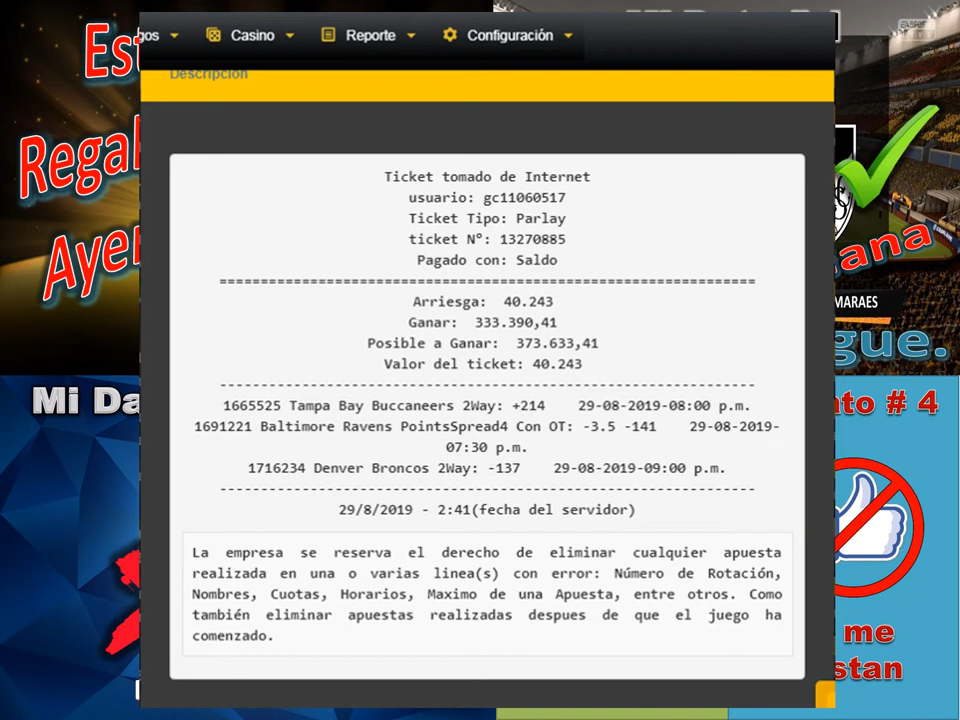 gos Casino Reporte Configuración
Descripción
Ticket tomado de Internet
usuario: gc11060517
Ticket Tipo: Parlay
ticket N°: 13270885
Pagado con: Saldo
=================================================================
Arriesga: 40.243
Ganar: 333.390,41
Posible a Ganar: 373.633,41
Valor del ticket: 40.243
-----------------------------------------------------------------
1665525 Tampa Bay Buccaneers 2Way: +214 29-08-2019-08:00 p.m.
1691221 Baltimore Ravens PointsSpread4 Con OT: -3.5 -141 29-08-2019-
07:30 p.m.
1716234 Denver Broncos 2Way: -137 29-08-2019-09:00 p.m.
-----------------------------------------------------------------
29/8/2019 - 2:41(fecha del servidor)
La empresa se reserva el derecho de eliminar cualquier apuesta
realizada en una o varias linea(s) con error: Número de Rotación,
Nombres, Cuotas, Horarios, Maximo de una Apuesta, entre otros. Como
también eliminar apuestas realizadas despues de que el juego ha
comenzado.
Est
Regal
Ayer
Mi Da
ana
MARAES
gue.
nto # 4
me
stan